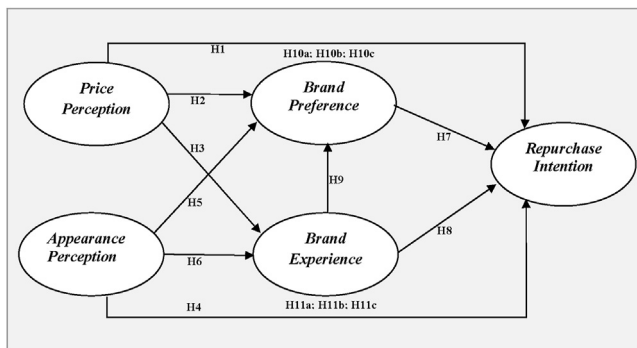 H1
H10a; H10b; H10c
Price
Perception
H2
Brand
Preference
H3
H7
Repurchase
Intention
H9
H5
Appearance
Perception
H6
Brand
Experience
H8
H4
H11a; H11b; H11c